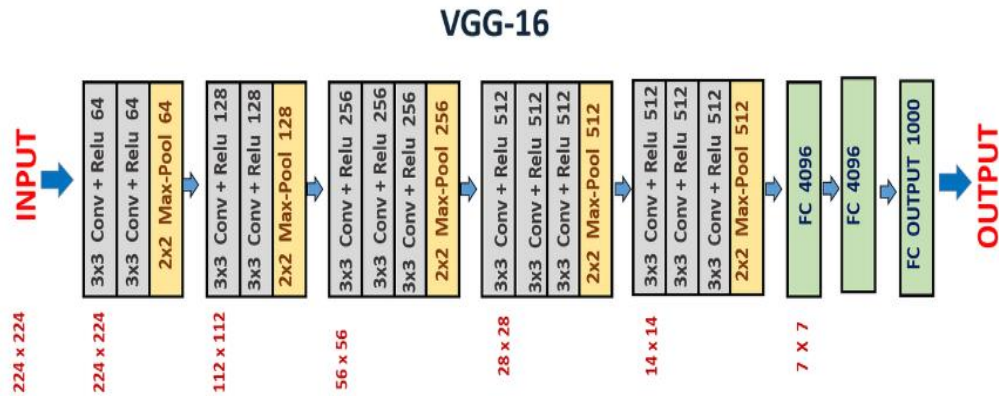 VGG-16
INPUT
3x3 Conv + Relu 64
3x3 Conv + Relu 64
2x2 Max-Pool 64
3x3 Conv + Relu 128
3x3 Conv + Relu 128
2x2 Max-Pool 128
3x3 Conv + Relu 256
3x3 Conv + Relu 256
3x3 Conv + Relu 256
2x2 Max-Pool 256
3x3 Conv + Relu 512
3x3 Conv + Relu 512
3x3 Conv + Relu 512
2x2 Max-Pool 512
3x3 Conv + Relu 512
3x3 Conv + Relu 512
3x3 Conv + Relu 512
2x2 Max-Pool 512
FC 4096
FC 4096
FC OUTPUT 1000
OUTPUT
224 x 224
224 x 224
112 x 112
56 x 56
28 x 28
14 x 14
7 X 7